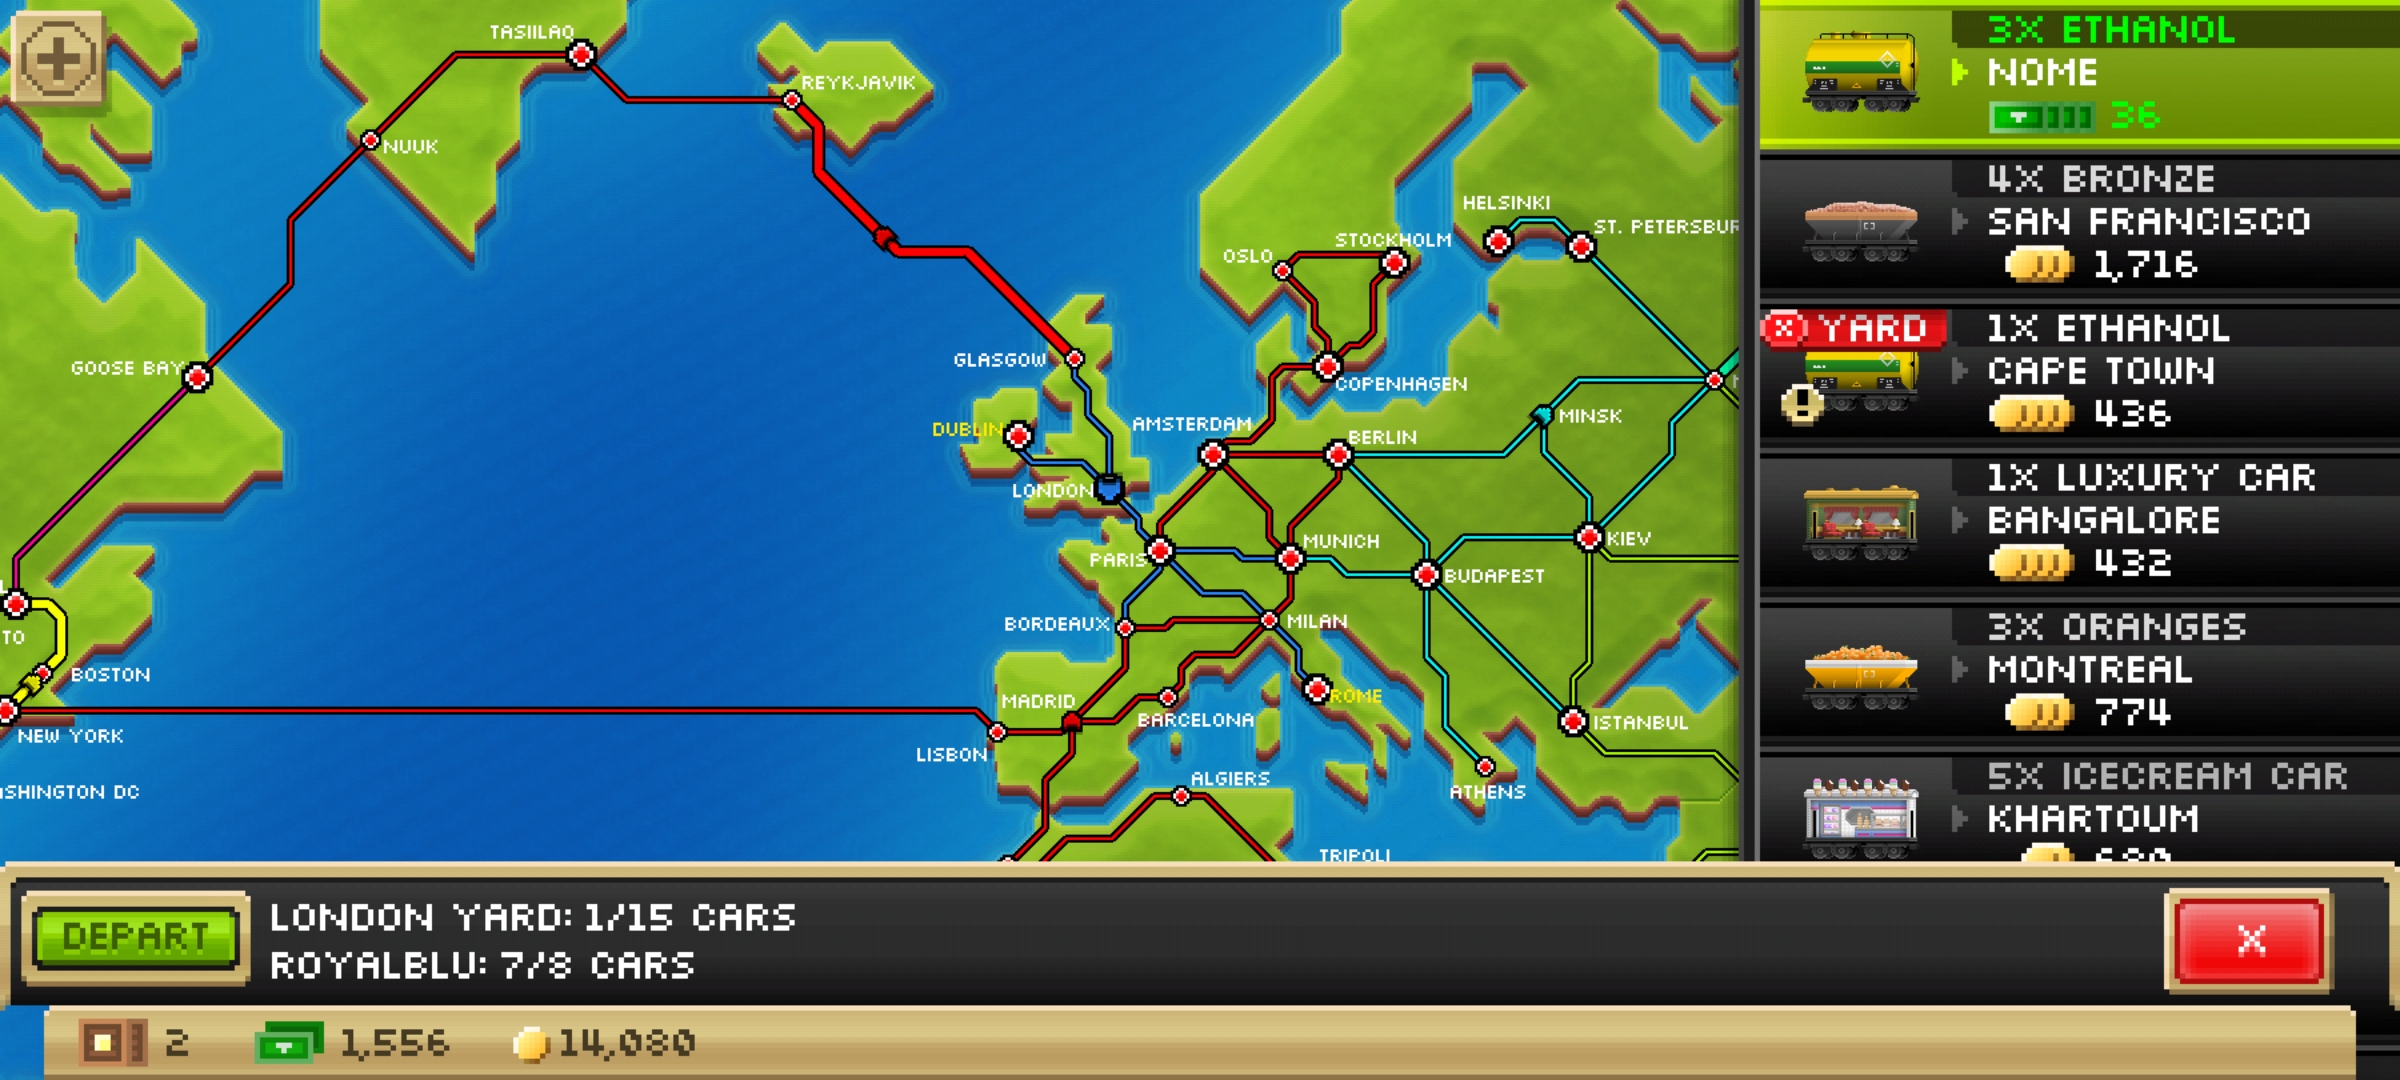 TASIILAQ
REYKJAVIK
NUUK
HELSINKI
STOCKHOLM
OSLO
GLASGOW
GOOSE BAY
COPENHAGEN
MINSK
AMSTERDAM
BERLIN
DUBLIN
LONDON
MUNICH
KIEV
PARIS
BUDAPEST
BORDEAUX
MILAN
TO
BOSTON
MADRID
ROME
BARCELONA
ISTANBUL
NEW YORK
LISBON
ALGIERS
ATHENS
SHINGTON DC
TRIPOLI
ST. PETERSBUR
3X ETHANOL
NOME
36
4X BRONZE
SAN FRANCISCO
1,716
YARD
1X ETHANOL
CAPE TOWN
436
1X LUXURY CAR
BANGALORE
432
3X ORANGES
MONTREAL
774
5X ICECREAM CAR
KHARTOUM
DEPART
LONDON YARD: 1/15 CARS
ROYALBLU: 7/8 CARS
X
2
1,556
14,080